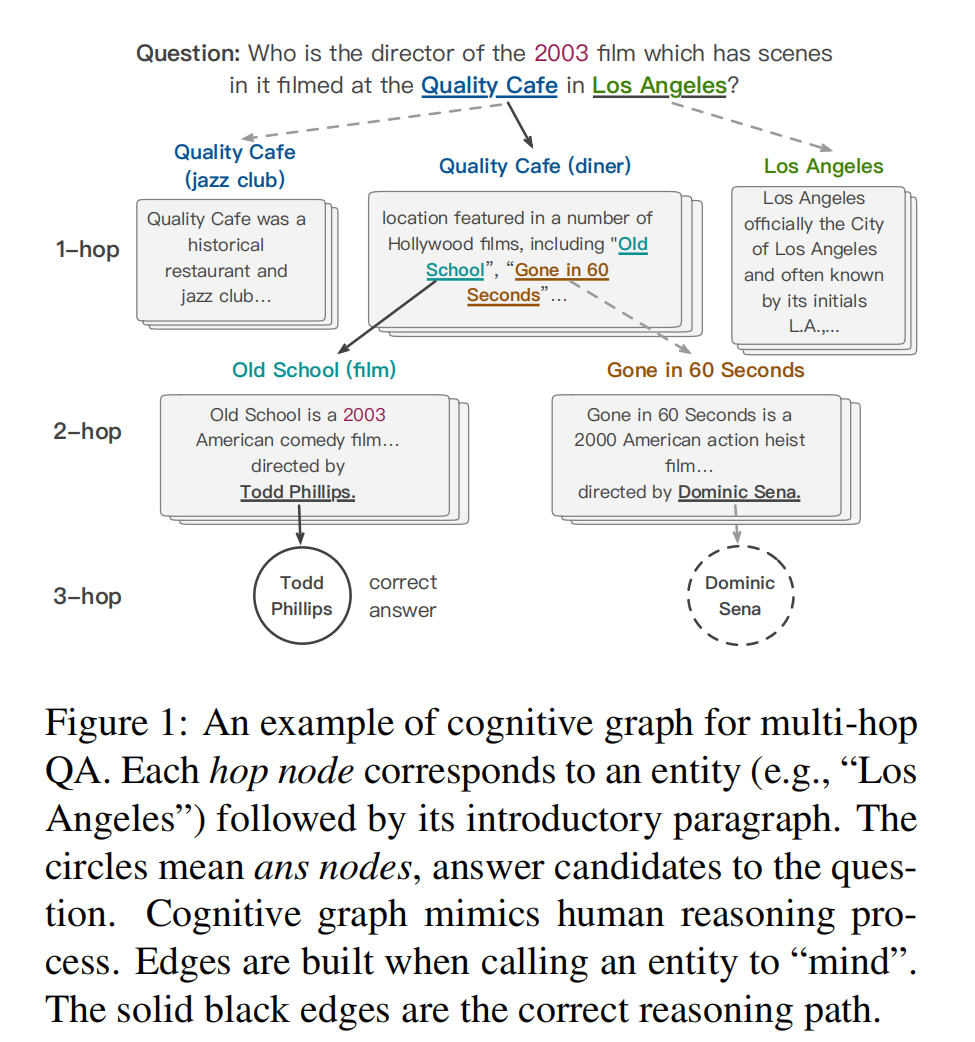 Question: Who is the director of the 2003 film which has scenes
in it filmed at the Quality Cafe in Los Angeles?
Quality Cafe
(jazz club)
Quality Cafe (diner)
Los Angeles
1–hop
Quality Cafe was a
historical
restaurant and
jazz club...
location featured in a number of
Hollywood films, including "Old
School”, “Gone in 60
Seconds”...
Los Angeles
officially the City
of Los Angeles
and often known
by its initials
L.A.,...
Old School (film)
Gone in 60 Seconds
2–hop
Old School is a 2003
American comedy film...
directed by
Todd Phillips.
Gone in 60 Seconds is a
2000 American action heist
film...
directed by Dominic Sena.
3–hop
Todd
Phillips
correct
answer
Dominic
Sena
Figure 1: An example of cognitive graph for multi-hop
QA. Each hop node corresponds to an entity (e.g., “Los
Angeles”) followed by its introductory paragraph. The
circles mean ans nodes, answer candidates to the ques-
tion. Cognitive graph mimics human reasoning pro-
cess. Edges are built when calling an entity to “mind”.
The solid black edges are the correct reasoning path.